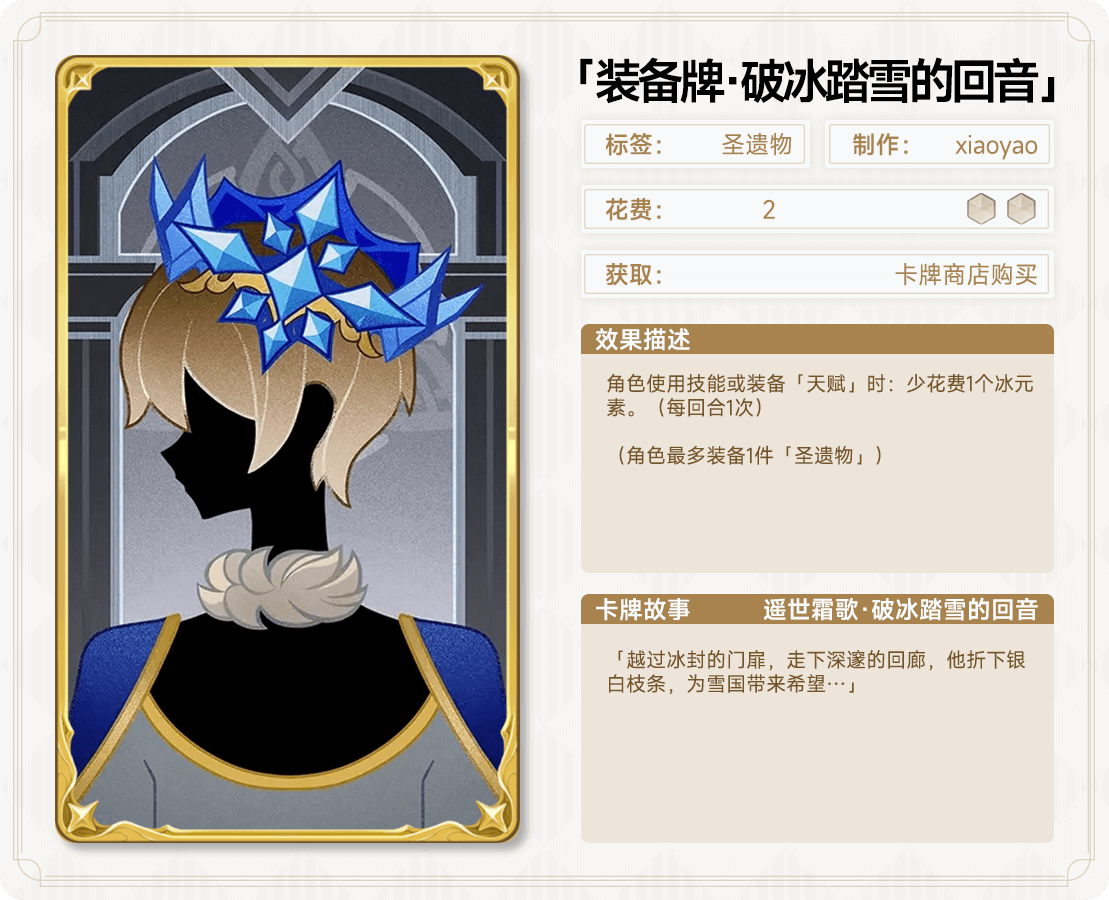 「装备牌·破冰踏雪的回音」
标签： 圣遗物 制作： xiaoyao
花费： 2
获取： 卡牌商店购买
效果描述
角色使用技能或装备「天赋」时：少花费1个冰元
素。（每回合1次）
（角色最多装备1件「圣遗物」）
卡牌故事 遥世霜歌·破冰踏雪的回音
「越过冰封的门扉，走下深邃的回廊，他折下银
白枝条，为雪国带来希望…」